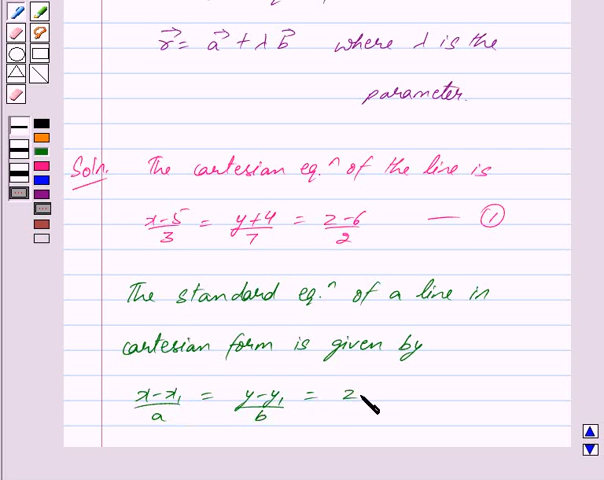 r⃗ = a⃗ + λ b⃗ where λ is the
parameter.
Soln. The cartesian eq.ⁿ of the line is
x-5/3 = y+4/7 = z-6/2 — ①
The standard eq.ⁿ of a line in
cartesian form is given by
x-x₁/a = y-y₁/b = z